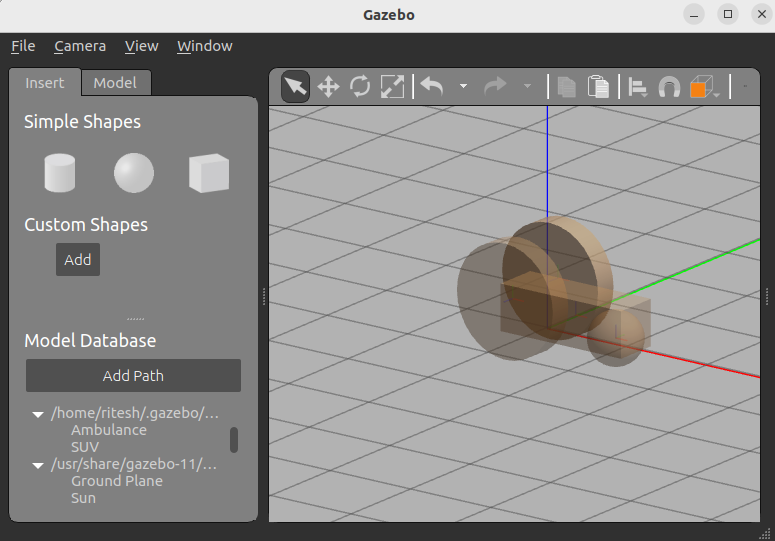 Gazebo
File Camera View Window
Insert Model
Simple Shapes
Custom Shapes
Add
Model Database
Add Path
/home/ritesh/.gazebo/...
Ambulance
SUV
/usr/share/gazebo-11/...
Ground Plane
Sun